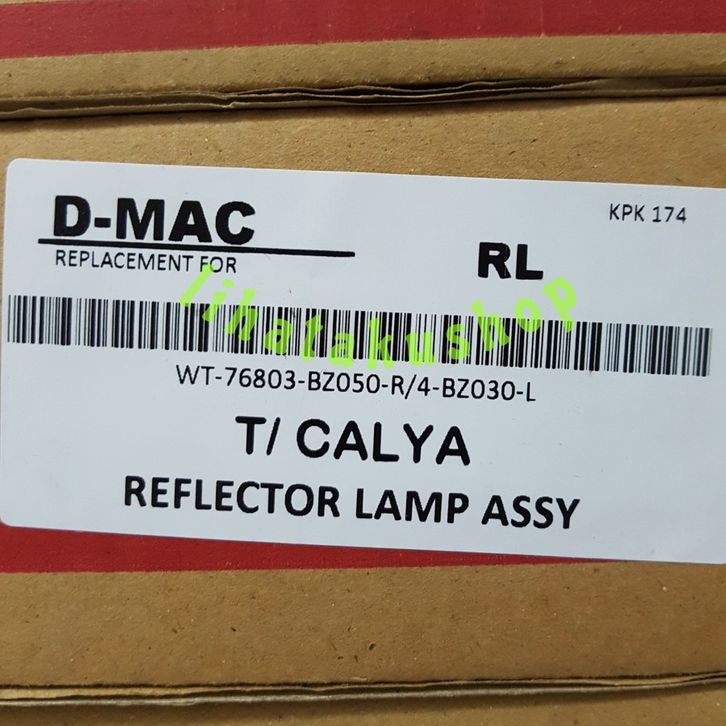 D-MAC
KPK 174
REPLACEMENT FOR
RL
lihatakushop
WT-76803-BZ050-R/4-BZ030-L
T/ CALYA
REFLECTOR LAMP ASSY